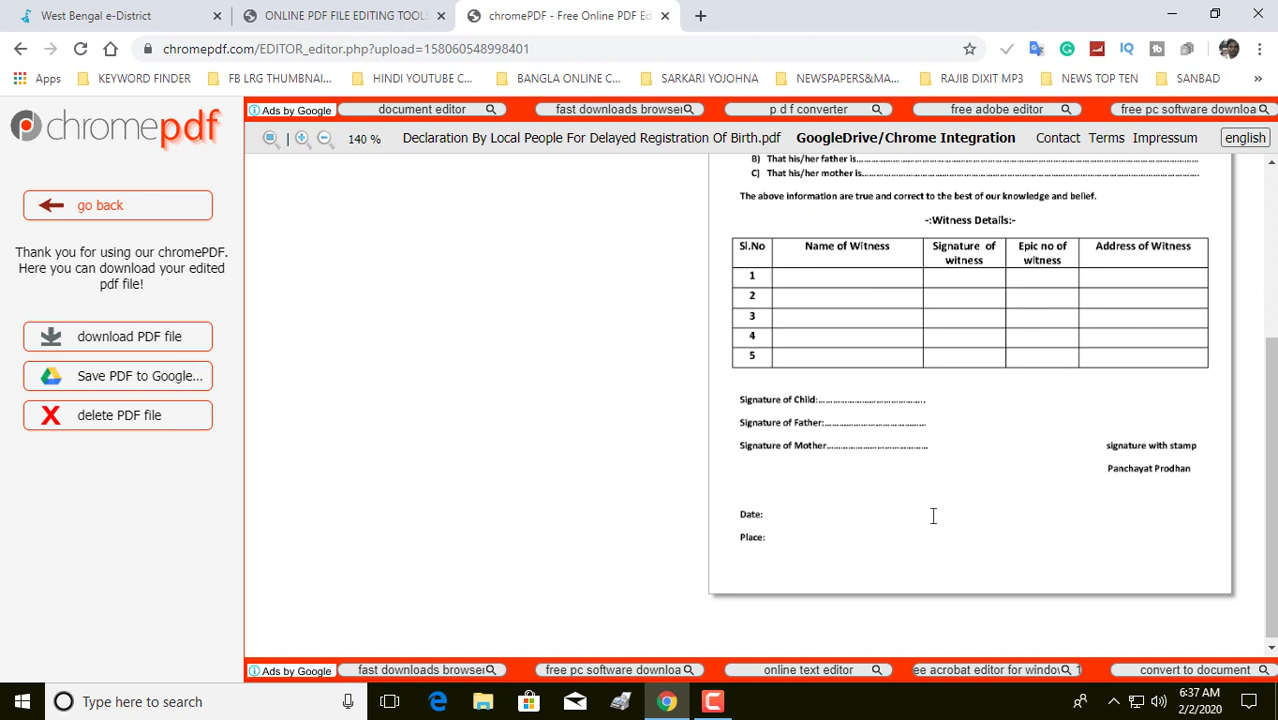 West Bengal e-District
ONLINE PDF FILE EDITING TOOLS
chromePDF - Free Online PDF Ed
chromepdf.com/EDITOR_editor.php?upload=158060548998401
Apps
KEYWORD FINDER
FB LRG THUMBNAI...
HINDI YOUTUBE C...
BANGLA ONLINE C...
SARKARI YOJOHNA
NEWSPAPERS&MA...
RAJIB DIXIT MP3
NEWS TOP TEN
SANBAD
Ads by Google
document editor
fast downloads browser
p d f converter
free adobe editor
free pc software downloa
chromepdf
140 %
Declaration By Local People For Delayed Registration Of Birth.pdf
GoogleDrive/Chrome Integration
Contact
Terms
Impressum
english
go back
Thank you for using our chromePDF.
Here you can download your edited
pdf file!
download PDF file
Save PDF to Google...
delete PDF file
B) That his/her father is.......................................................................
C) That his/her mother is.......................................................................
The above information are true and correct to the best of our knowledge and belief.
-:Witness Details:-
Sl.No
Name of Witness
Signature of
witness
Epic no of
witness
Address of Witness
1
2
3
4
5
Signature of Child:................................
Signature of Father:..............................
Signature of Mother..............................
signature with stamp
Panchayat Prodhan
Date:
Place:
Ads by Google
fast downloads browser
free pc software downloa
online text editor
ee acrobat editor for window
convert to document
Type here to search
6:37 AM
2/2/2020